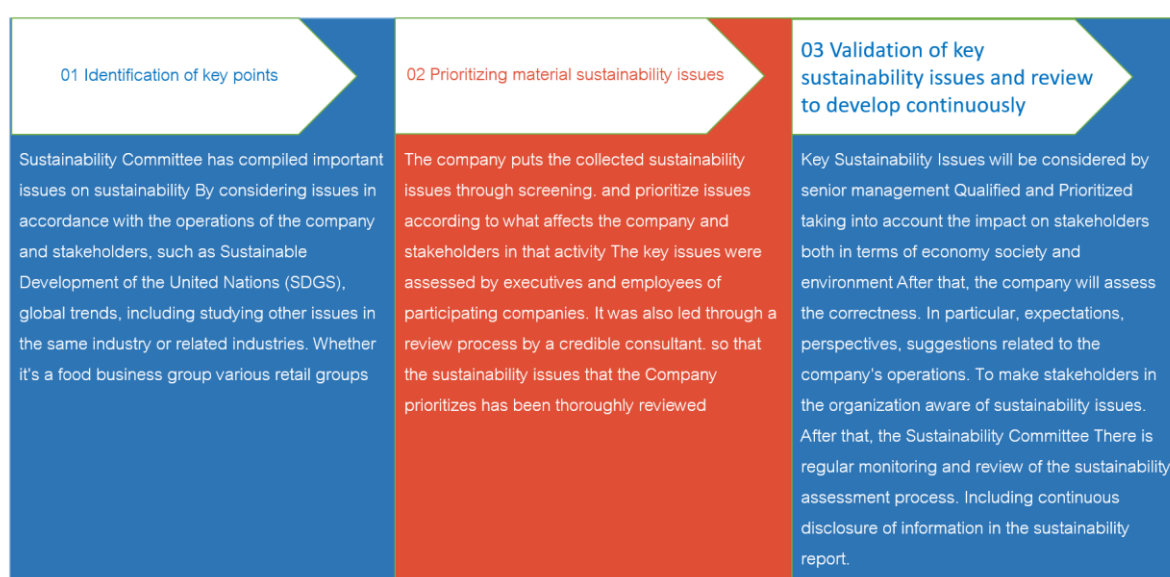 01 Identification of key points
Sustainability Committee has compiled important
issues on sustainability By considering issues in
accordance with the operations of the company
and stakeholders, such as Sustainable
Development of the United Nations (SDGS),
global trends, including studying other issues in
the same industry or related industries. Whether
it's a food business group various retail groups
02 Prioritizing material sustainability issues
The company puts the collected sustainability
issues through screening. and prioritize issues
according to what affects the company and
stakeholders in that activity The key issues were
assessed by executives and employees of
participating companies. It was also led through a
review process by a credible consultant. so that
the sustainability issues that the Company
prioritizes has been thoroughly reviewed
03 Validation of key
sustainability issues and review
to develop continuously
Key Sustainability Issues will be considered by
senior management Qualified and Prioritized
taking into account the impact on stakeholders
both in terms of economy society and
environment After that, the company will assess
the correctness. In particular, expectations,
perspectives, suggestions related to the
company's operations. To make stakeholders in
the organization aware of sustainability issues.
After that, the Sustainability Committee There is
regular monitoring and review of the sustainability
assessment process. Including continuous
disclosure of information in the sustainability
report.